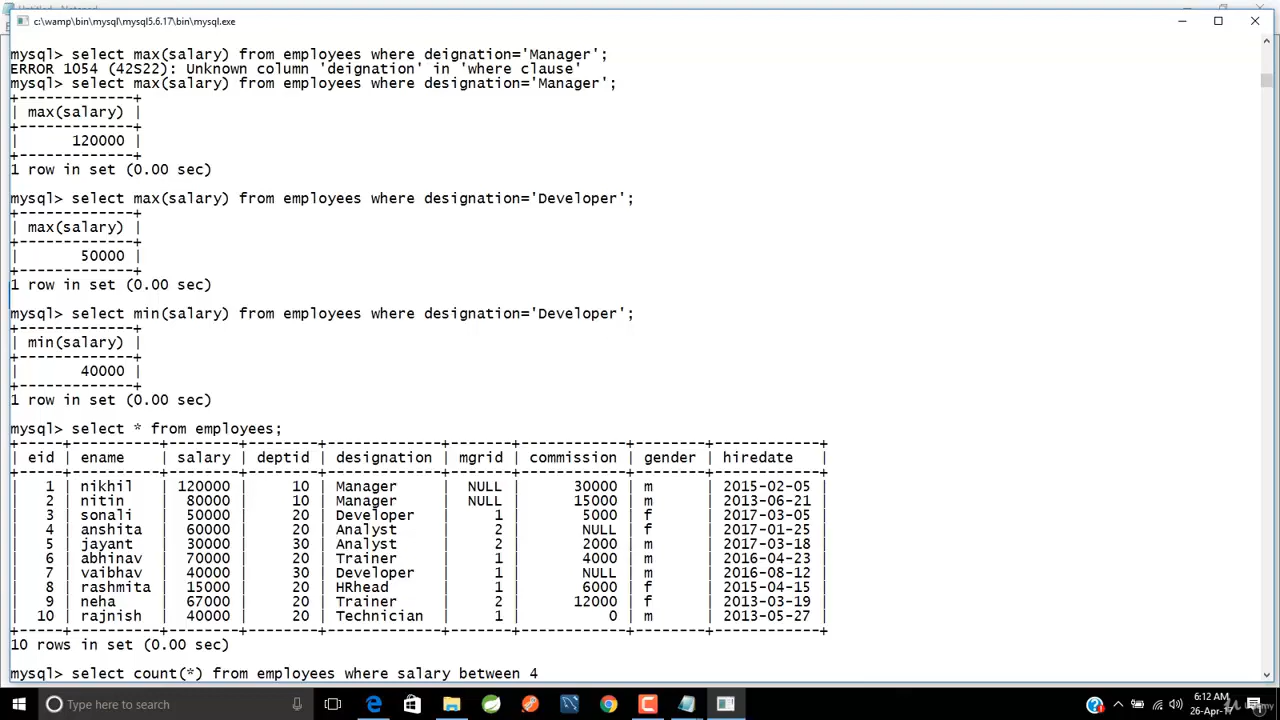 Untitled - Notepad
c:\wamp\bin\mysql\mysql5.6.17\bin\mysql.exe
mysql> select max(salary) from employees where deignation='Manager';
ERROR 1054 (42S22): Unknown column 'deignation' in 'where clause'
mysql> select max(salary) from employees where designation='Manager';
+-------------+
| max(salary) |
+-------------+
|      120000 |
+-------------+
1 row in set (0.00 sec)
mysql> select max(salary) from employees where designation='Developer';
+-------------+
| max(salary) |
+-------------+
|       50000 |
+-------------+
1 row in set (0.00 sec)
mysql> select min(salary) from employees where designation='Developer';
+-------------+
| min(salary) |
+-------------+
|       40000 |
+-------------+
1 row in set (0.00 sec)
mysql> select * from employees;
+-----+----------+--------+--------+-------------+-------+------------+--------+------------+
| eid | ename    | salary | deptid | designation | mgrid | commission | gender | hiredate   |
+-----+----------+--------+--------+-------------+-------+------------+--------+------------+
|   1 | nikhil   | 120000 |     10 | Manager     |  NULL |      30000 | m      | 2015-02-05 |
|   2 | nitin    |  80000 |     10 | Manager     |  NULL |      15000 | m      | 2013-06-21 |
|   3 | sonali   |  50000 |     20 | Developer   |     1 |       5000 | f      | 2017-03-05 |
|   4 | anshita  |  60000 |     20 | Analyst     |     2 |       NULL | f      | 2017-01-25 |
|   5 | jayant   |  30000 |     30 | Analyst     |     2 |       2000 | m      | 2017-03-18 |
|   6 | abhinav  |  70000 |     20 | Trainer     |     1 |       4000 | m      | 2016-04-23 |
|   7 | vaibhav  |  40000 |     30 | Developer   |     1 |       NULL | m      | 2016-08-12 |
|   8 | rashmita |  15000 |     20 | HRhead      |     1 |       6000 | f      | 2015-04-15 |
|   9 | neha     |  67000 |     20 | Trainer     |     2 |      12000 | f      | 2013-03-19 |
|  10 | rajnish  |  40000 |     20 | Technician  |     1 |          0 | m      | 2013-05-27 |
+-----+----------+--------+--------+-------------+-------+------------+--------+------------+
10 rows in set (0.00 sec)
mysql> select count(*) from employees where salary between 4
Type here to search
6:12 AM
26-Apr-1